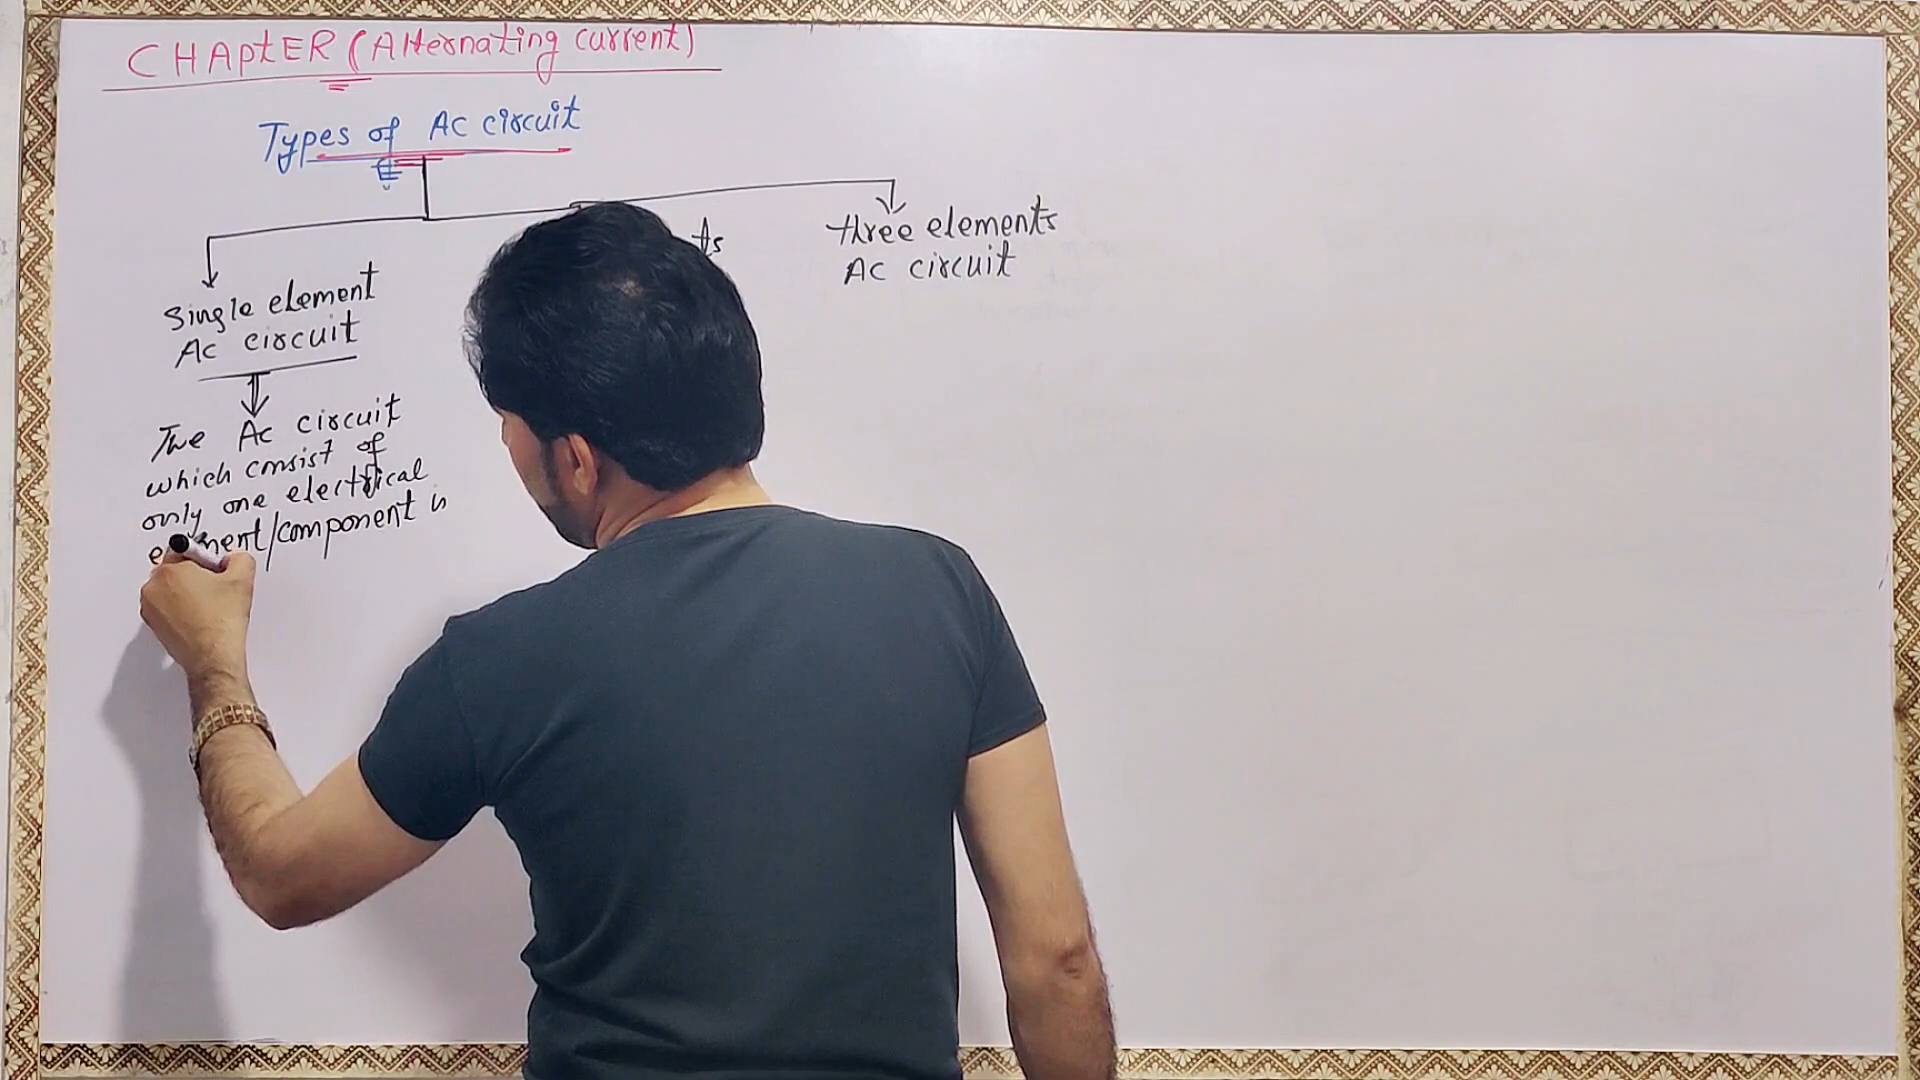 CHAPtER (Alternating current)
Types of AC circuit
Single element
AC circuit
ts
three elements
AC circuit
The AC circuit
which consist of
only one electrical
/component is